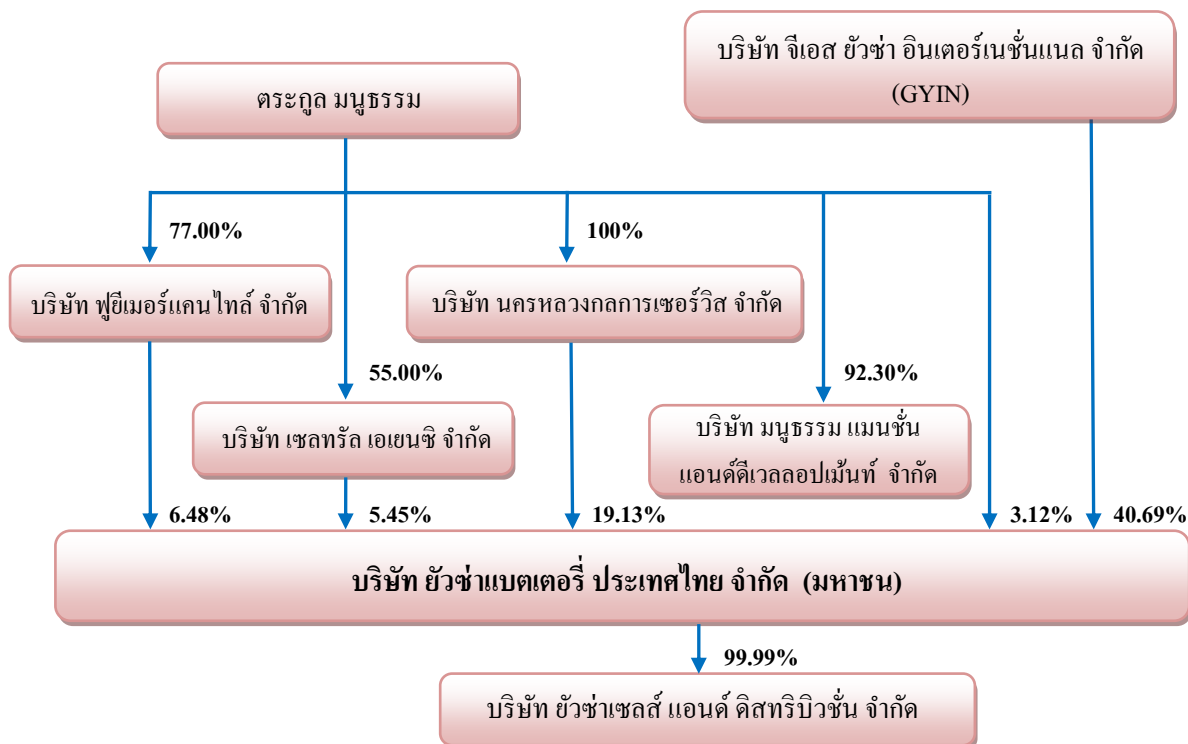 บริษัท จีเอส ยัวซ่า อินเตอร์เนชั่นแนล จำกัด
(GYIN)
ตระกูล มนูธรรม
77.00%
100%
บริษัท ฟูยีเมอร์แคนไทล์ จำกัด
บริษัท นครหลวงกลการเซอร์วิส จำกัด
55.00%
92.30%
บริษัท เซลทรัล เอเยนซี จำกัด
บริษัท มนูธรรม แมนชั่น
แอนด์ดีเวลลอปเม้นท์ จำกัด
6.48%
5.45%
19.13%
3.12%
40.69%
บริษัท ยัวซ่าแบตเตอรี่ ประเทศไทย จำกัด (มหาชน)
99.99%
บริษัท ยัวซ่าเซลส์ แอนด์ ดิสทริบิวชั่น จำกัด